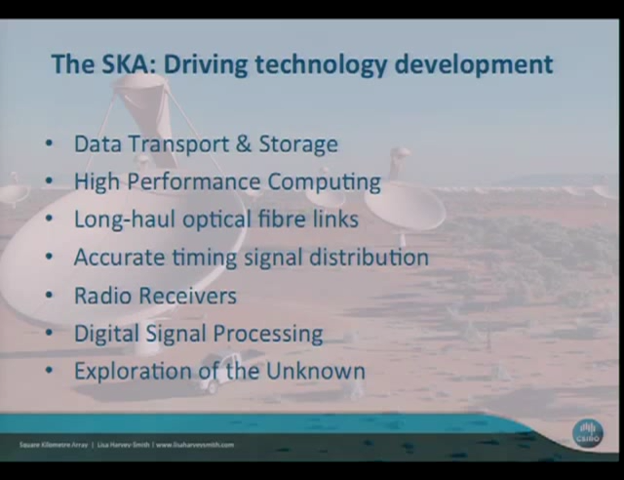 The SKA: Driving technology development
• Data Transport & Storage
• High Performance Computing
• Long-haul optical fibre links
• Accurate timing signal distribution
• Radio Receivers
• Digital Signal Processing
• Exploration of the Unknown
Square Kilometre Array | Lisa Harvey-Smith | www.lisaharveysmith.com
CSIRO